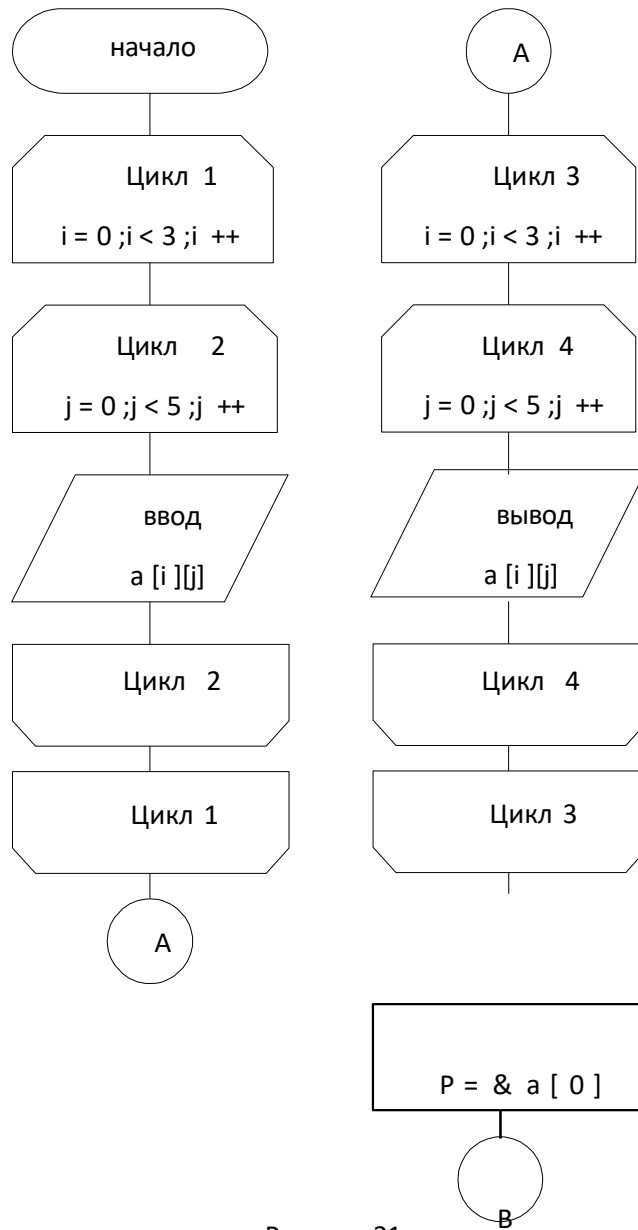 начало
Цикл 1
i = 0 ;i < 3 ;i ++
Цикл 2
j = 0 ;j < 5 ;j ++
ввод
a [i ][j]
Цикл 2
Цикл 1
A
A
Цикл 3
i = 0 ;i < 3 ;i ++
Цикл 4
j = 0 ;j < 5 ;j ++
вывод
a [i ][j]
Цикл 4
Цикл 3
P = & a [ 0 ]
B